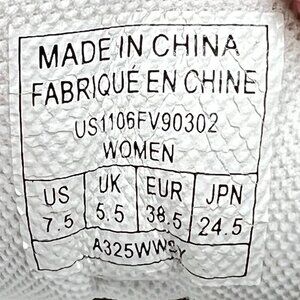 MADE IN CHINA
FABRIQUÉ EN CHINE
US1106FV90302
WOMEN
US UK EUR JPN
7.5 5.5 38.5 24.5
A325WWSY